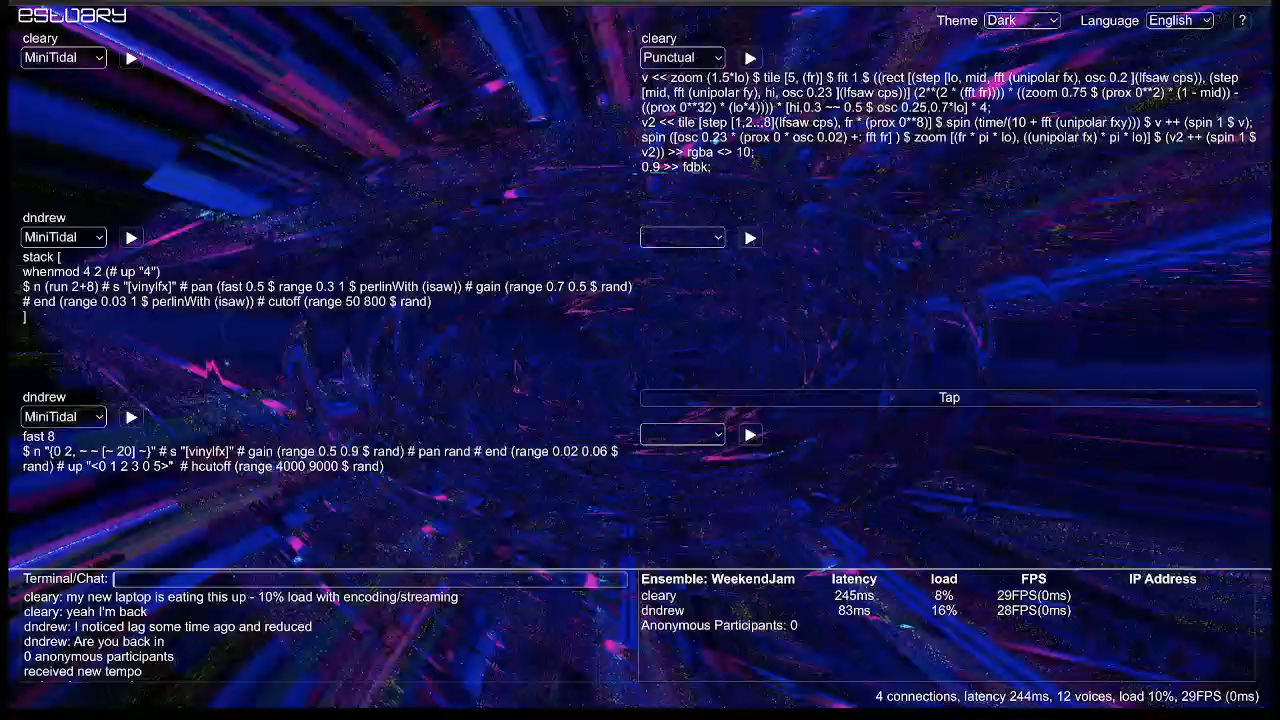 estuary
Theme Dark Language English ?
cleary
MiniTidal
cleary
Punctual
v << zoom (1.5*lo) $ tile [5, (fr)] $ fit 1 $ ((rect [(step [lo, mid, fft (unipolar fx), osc 0.2 ](lfsaw cps)), (step
[mid, fft (unipolar fy), hi, osc 0.23 ](lfsaw cps))] (2**(2 * (fft fr)))) * ((zoom 0.75 $ (prox 0**2) * (1 - mid)) -
((prox 0**32) * (lo*4)))) * [hi,0.3 ~~ 0.5 $ osc 0.25,0.7*lo] * 4;
v2 << tile [step [1,2...8](lfsaw cps), fr * (prox 0**8)] $ spin (time/(10 + fft (unipolar fxy))) $ v ++ (spin 1 $ v);
spin ([osc 0.23 * (prox 0 * osc 0.02) +: fft fr] ) $ zoom [(fr * pi * lo), ((unipolar fx) * pi * lo)] $ (v2 ++ (spin 1 $
v2)) >> rgba <> 10;
0.9 >> fdbk;
dndrew
MiniTidal
stack [
whenmod 4 2 (# up "4")
$ n (run 2+8) # s "[vinylfx]" # pan (fast 0.5 $ range 0.3 1 $ perlinWith (isaw)) # gain (range 0.7 0.5 $ rand)
# end (range 0.03 1 $ perlinWith (isaw)) # cutoff (range 50 800 $ rand)
]
dndrew
MiniTidal
fast 8
$ n "{0 2, ~ ~ [~ 20] ~}" # s "[vinylfx]" # gain (range 0.5 0.9 $ rand) # pan rand # end (range 0.02 0.06 $
rand) # up "<0 1 2 3 0 5>" # hcutoff (range 4000 9000 $ rand)
Tap
Terminal/Chat:
cleary: my new laptop is eating this up - 10% load with encoding/streaming
cleary: yeah I'm back
dndrew: I noticed lag some time ago and reduced
dndrew: Are you back in
0 anonymous participants
received new tempo
Ensemble: WeekendJam latency load FPS IP Address
cleary 245ms 8% 29FPS(0ms)
dndrew 83ms 16% 28FPS(0ms)
Anonymous Participants: 0
4 connections, latency 244ms, 12 voices, load 10%, 29FPS (0ms)